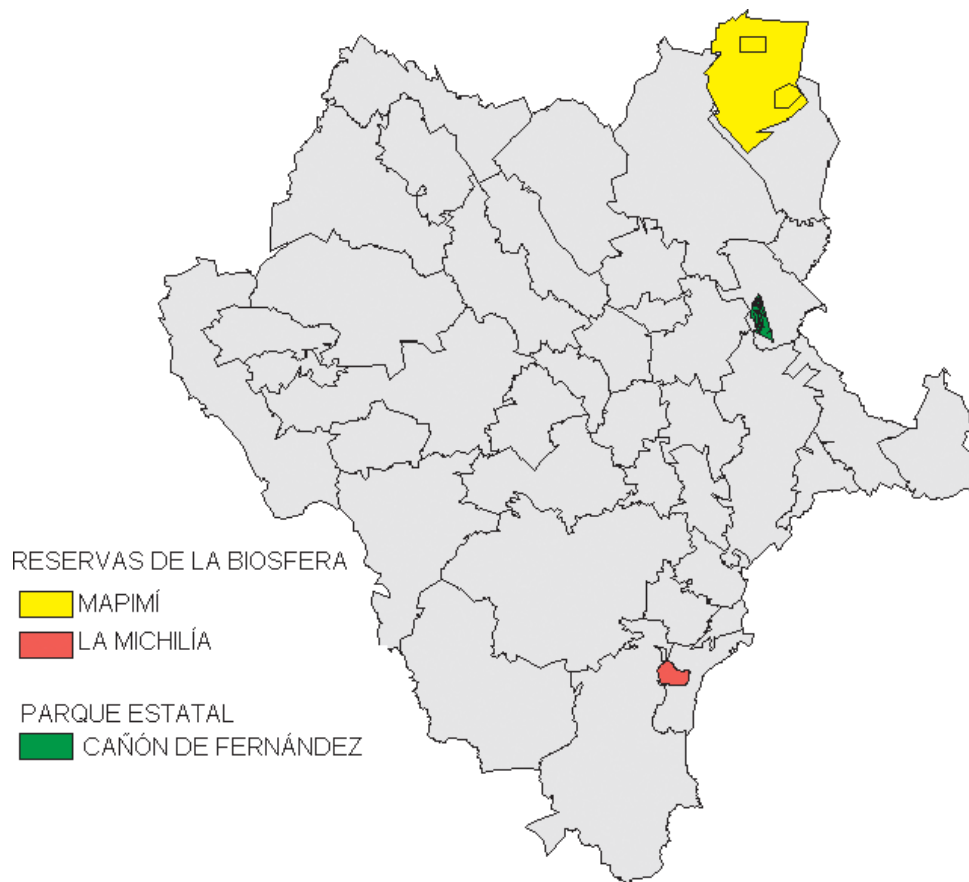 RESERVAS DE LA BIOSFERA
MAPIMÍ
LA MICHILÍA
PARQUE ESTATAL
CAÑÓN DE FERNÁNDEZ